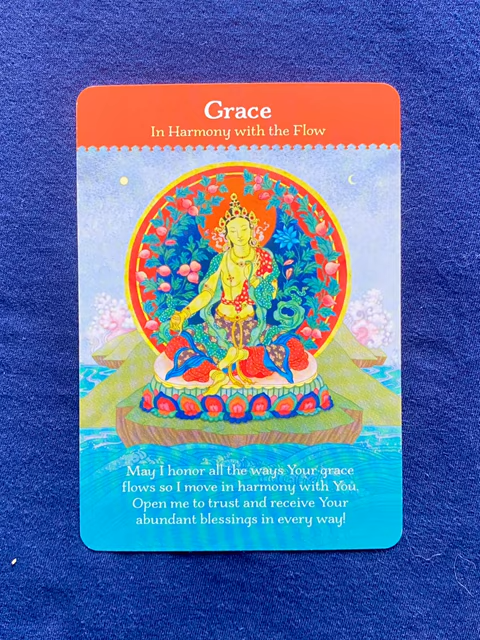 Grace
In Harmony with the Flow
May I honor all the ways Your grace
flows so I move in harmony with You.
Open me to trust and receive Your
abundant blessings in every way!